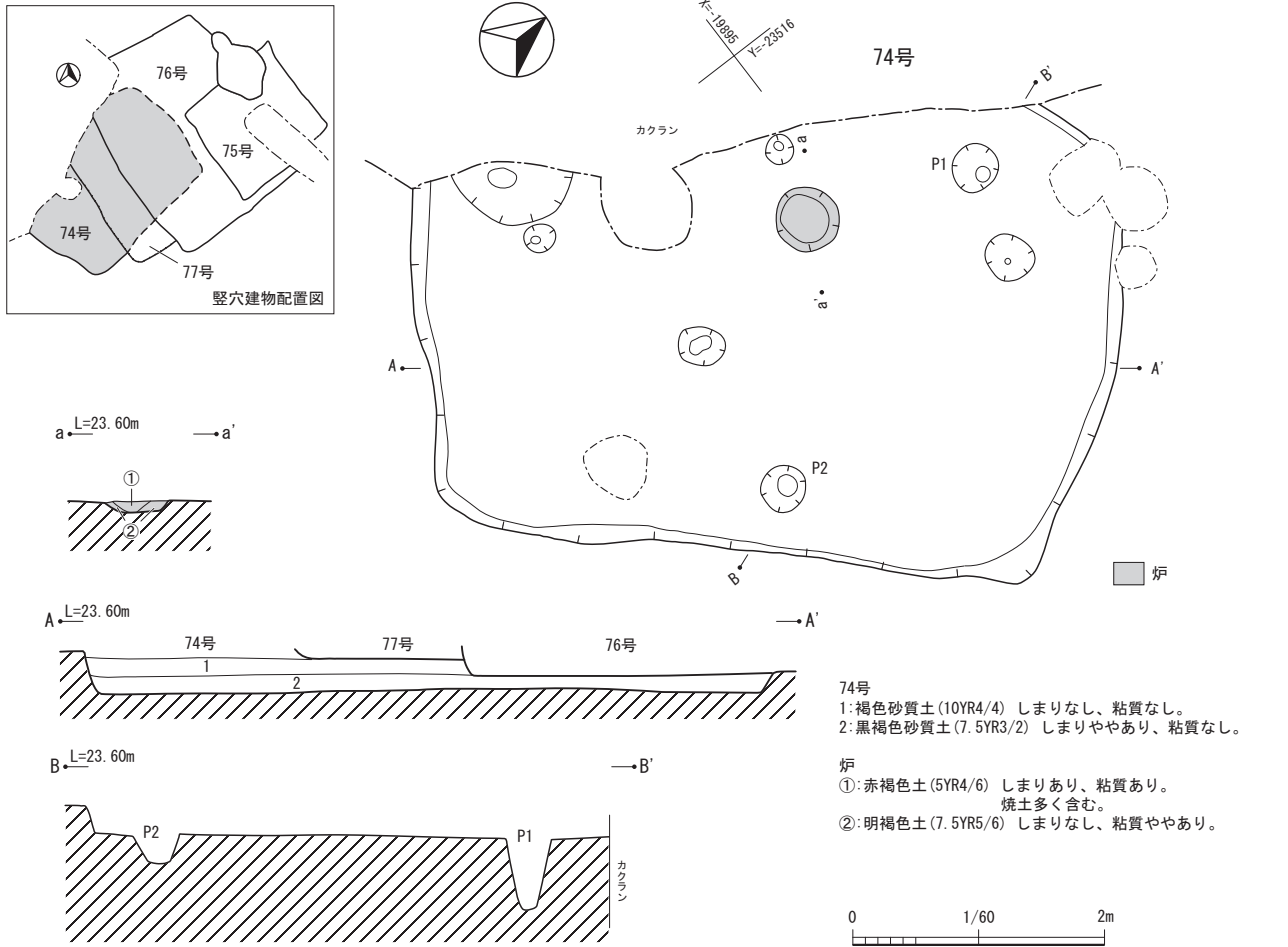 76号
75号
74号
77号
竪穴建物配置図
X=-19895
Y=-23516
74号
B'
カクラン
a
P1
a'
A
A'
P2
B
炉
a L=23.60m a'
①
②
A L=23.60m A'
74号 77号 76号
1
2
B L=23.60m B'
P2 P1
カクラン
74号
1:褐色砂質土(10YR4/4) しまりなし、粘質なし。
2:黒褐色砂質土(7.5YR3/2) しまりややあり、粘質なし。
炉
①:赤褐色土(5YR4/6) しまりあり、粘質あり。
焼土多く含む。
②:明褐色土(7.5YR5/6) しまりなし、粘質ややあり。
0 1/60 2m